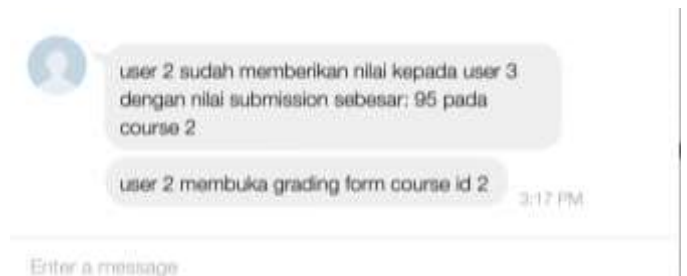 user 2 sudah memberikan nilai kepada user 3
dengan nilai submission sebesar: 95 pada
course 2
user 2 membuka grading form course id 2
3:17 PM
Enter a message